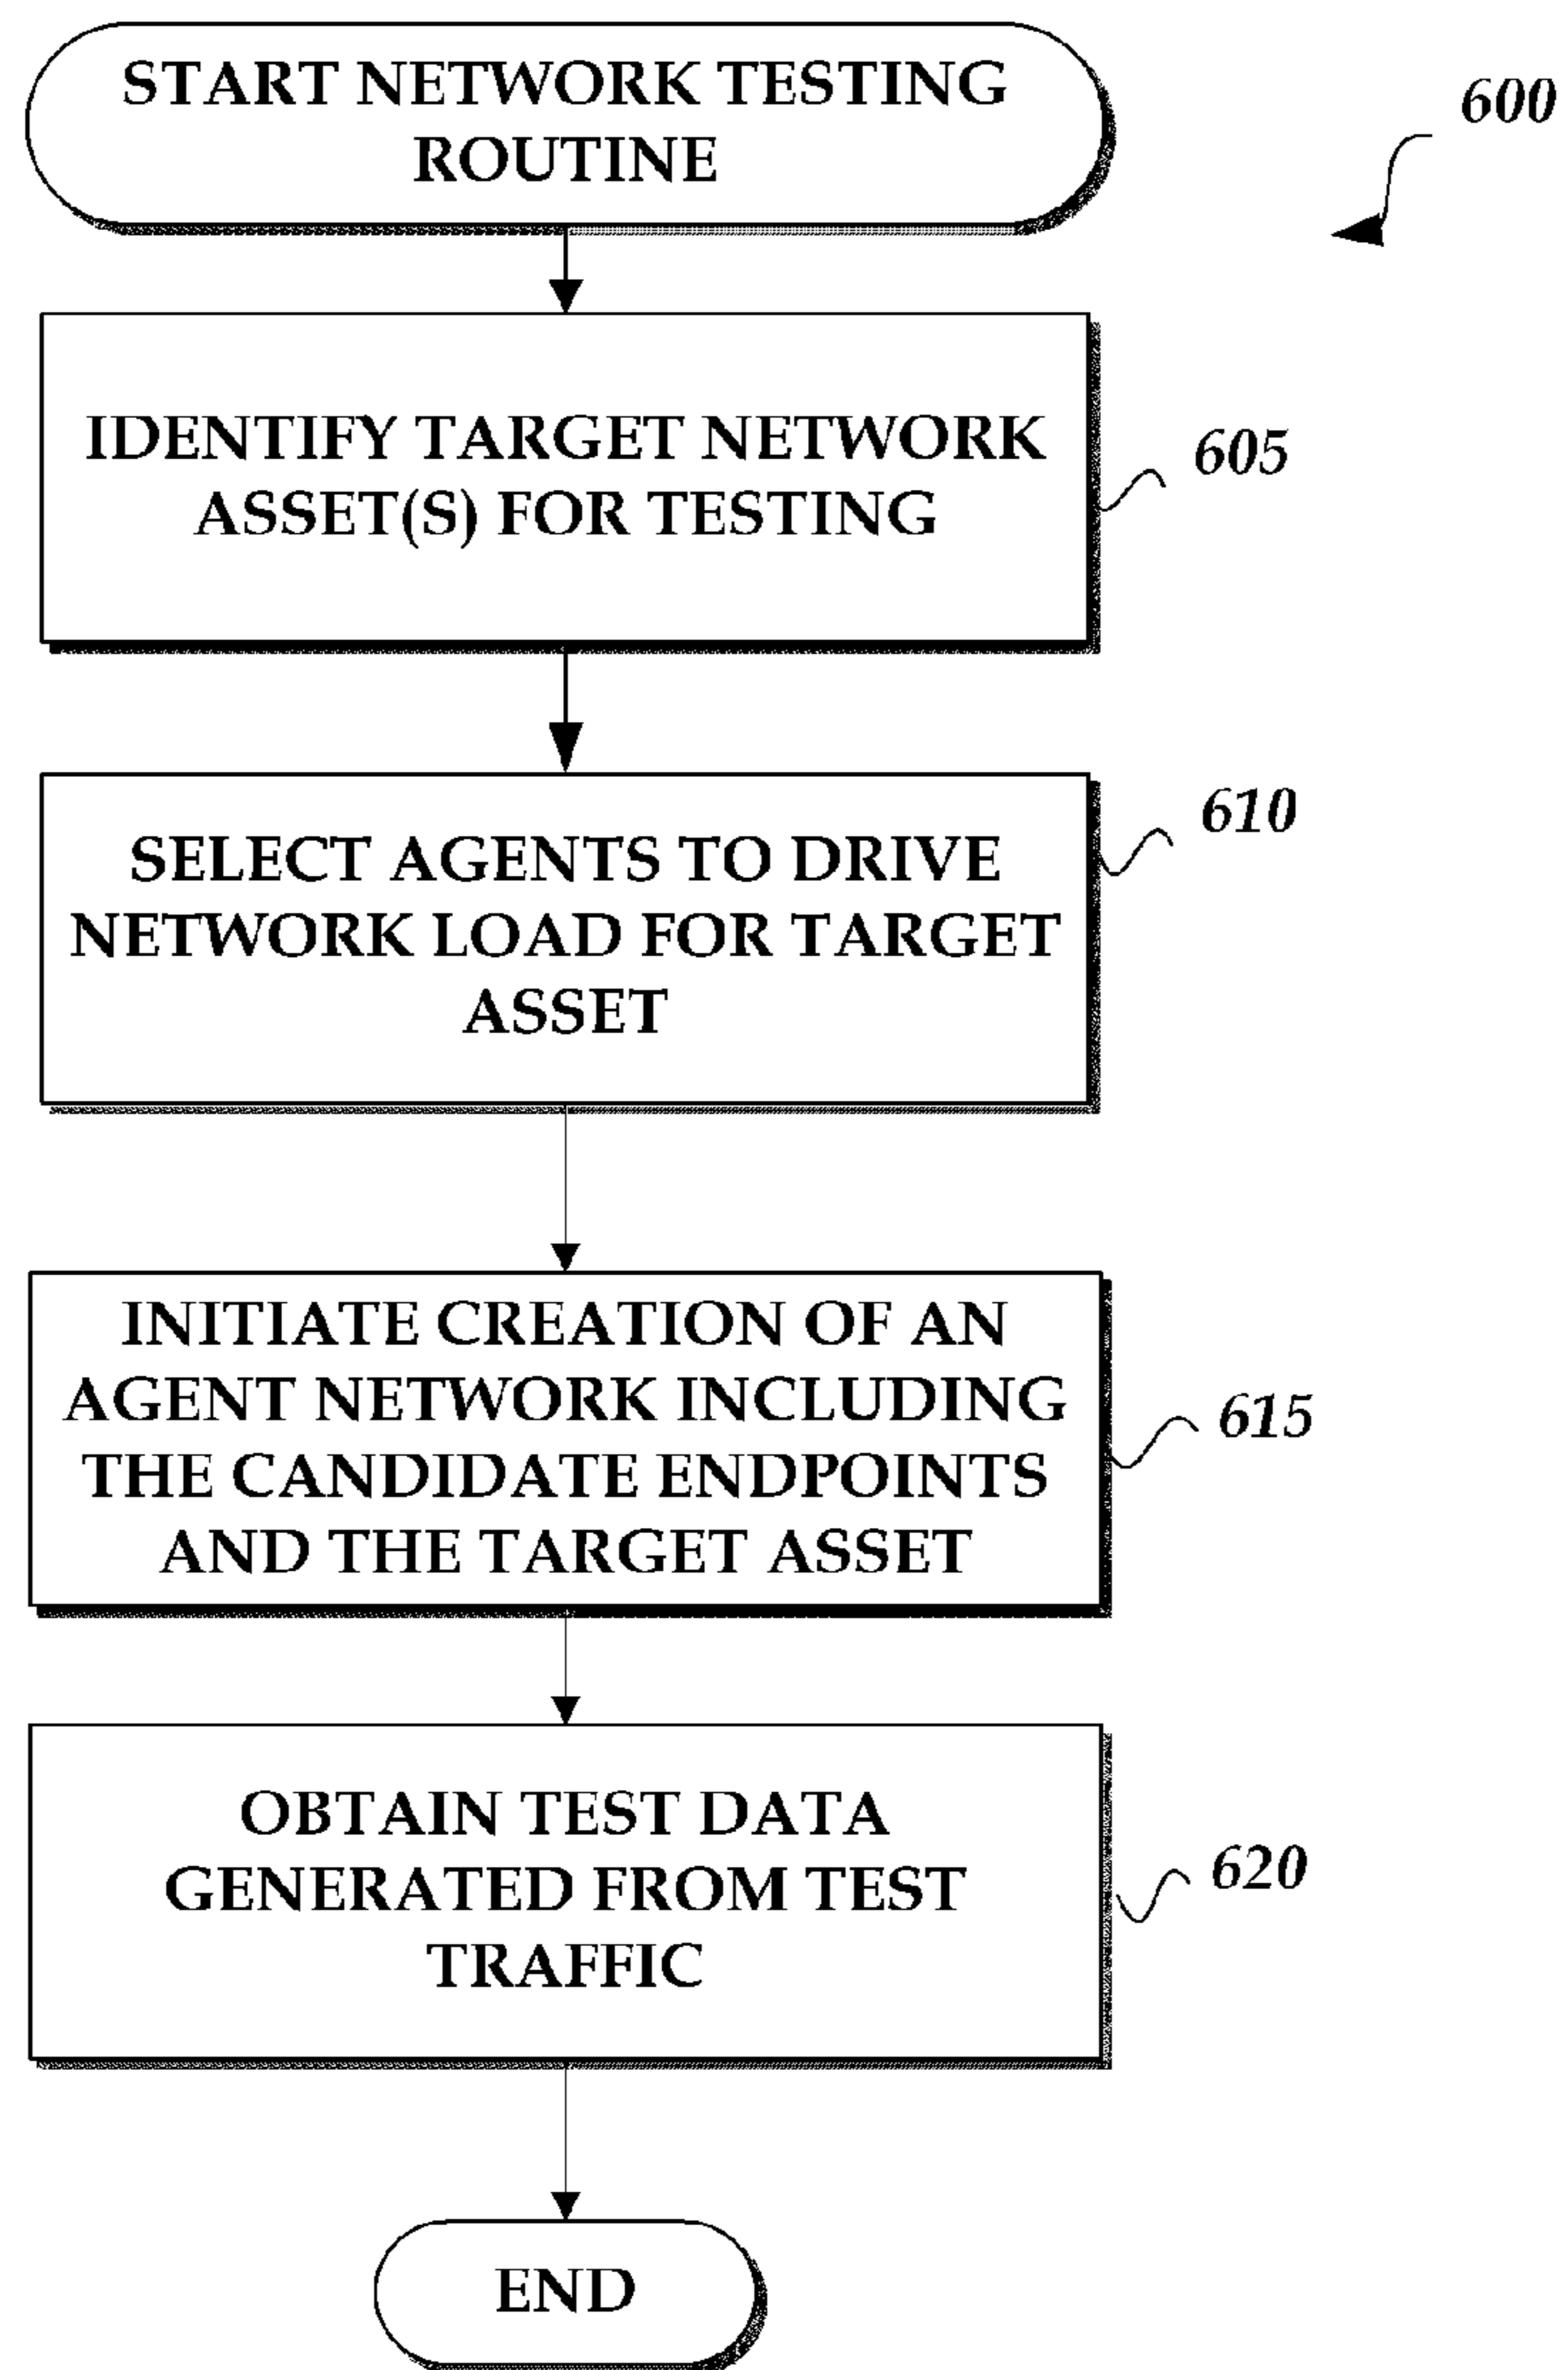 START NETWORK TESTING
ROUTINE
600
IDENTIFY TARGET NETWORK
ASSET(S) FOR TESTING
605
SELECT AGENTS TO DRIVE
NETWORK LOAD FOR TARGET
ASSET
610
INITIATE CREATION OF AN
AGENT NETWORK INCLUDING
THE CANDIDATE ENDPOINTS
AND THE TARGET ASSET
615
OBTAIN TEST DATA
GENERATED FROM TEST
TRAFFIC
620
END